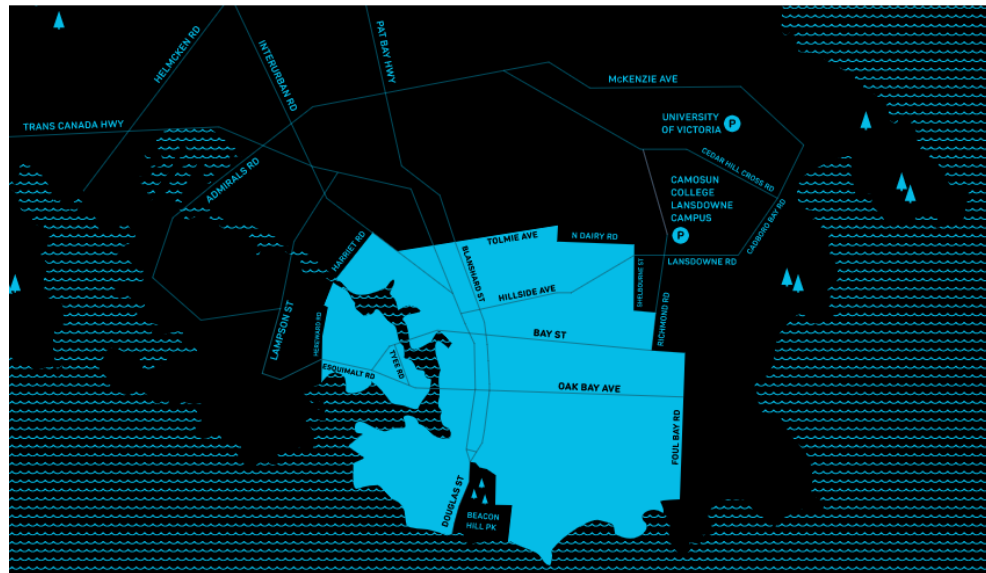 HELMCKEN RD
INTERURBAN RD
PAT BAY HWY
McKENZIE AVE
TRANS CANADA HWY
UNIVERSITY
OF VICTORIA P
CEDAR HILL CROSS RD
ADMIRALS RD
CAMOSUN
COLLEGE
LANSDOWNE
CAMPUS
P
CADBORO BAY RD
HARRIET RD
TOLMIE AVE
N DAIRY RD
BLANSHARD ST
LANSDOWNE RD
SHELBOURNE ST
HILLSIDE AVE
RICHMOND RD
LAMPSON ST
HEREWARD RD
BAY ST
TYEE RD
ESQUIMALT RD
OAK BAY AVE
FOUL BAY RD
DOUGLAS ST
BEACON
HILL PK